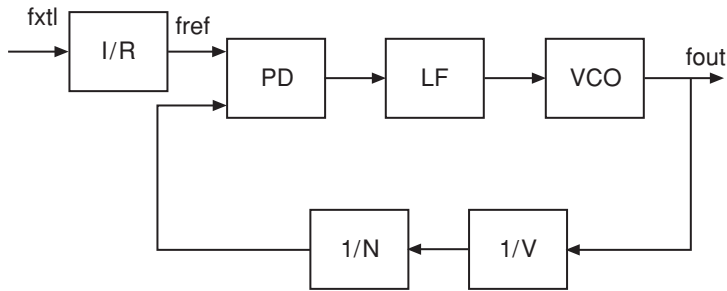 fxtl
I/R
fref
PD
LF
VCO
fout
1/N
1/V